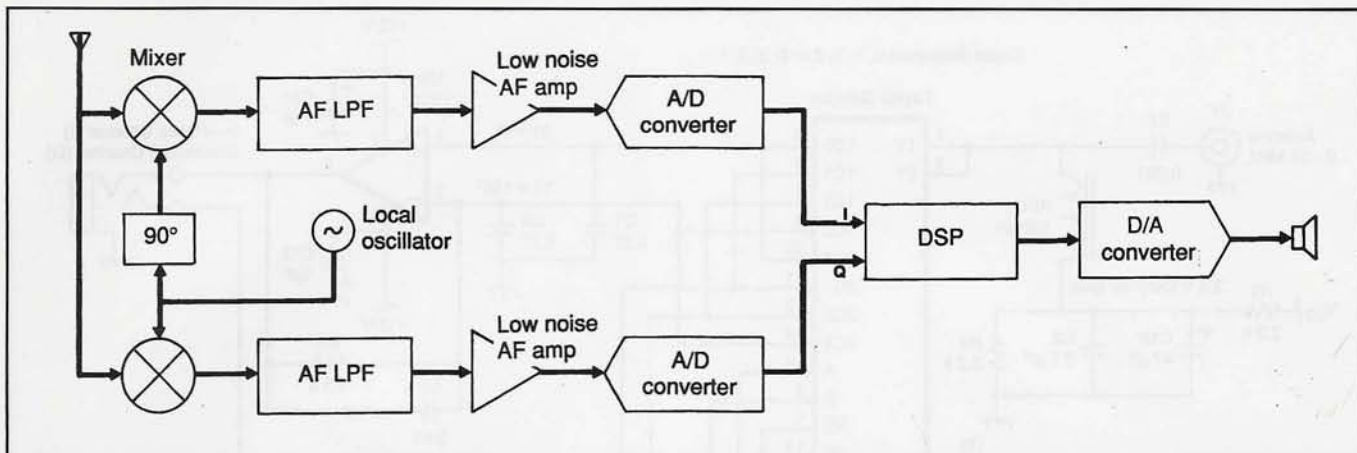 Mixer
AF LPF
Low noise
AF amp
A/D
converter
90°
~
Local
oscillator
I
Q
DSP
D/A
converter
AF LPF
Low noise
AF amp
A/D
converter